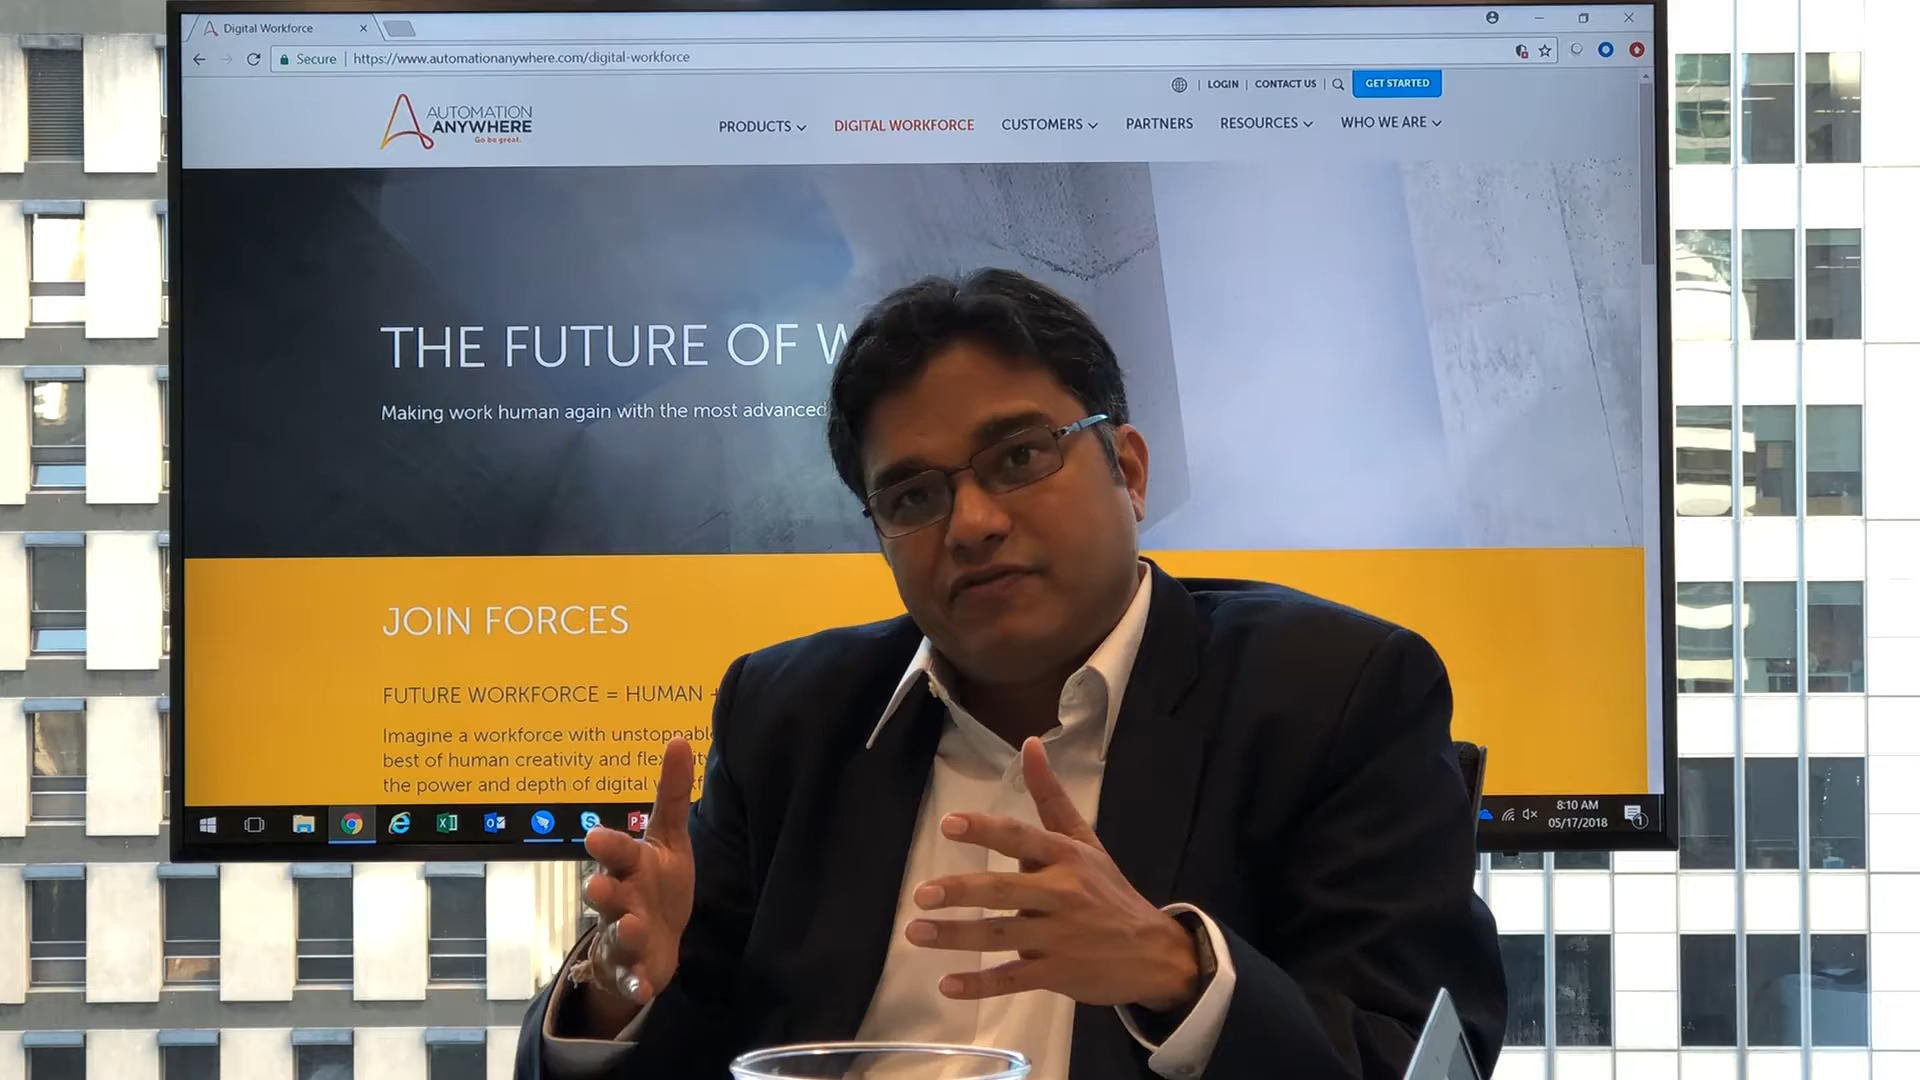 Digital Workforce
Secure
https://www.automationanywhere.com/digital-workforce
LOGIN
CONTACT US
GET STARTED
AUTOMATION
ANYWHERE
Go be great.
PRODUCTS
DIGITAL WORKFORCE
CUSTOMERS
PARTNERS
RESOURCES
WHO WE ARE
THE FUTURE OF
Making work human again with the most advanced
JOIN FORCES
FUTURE WORKFORCE = HUMAN +
Imagine a workforce with
best of human creativity and
the power and depth of digital
8:10 AM
05/17/2018
1